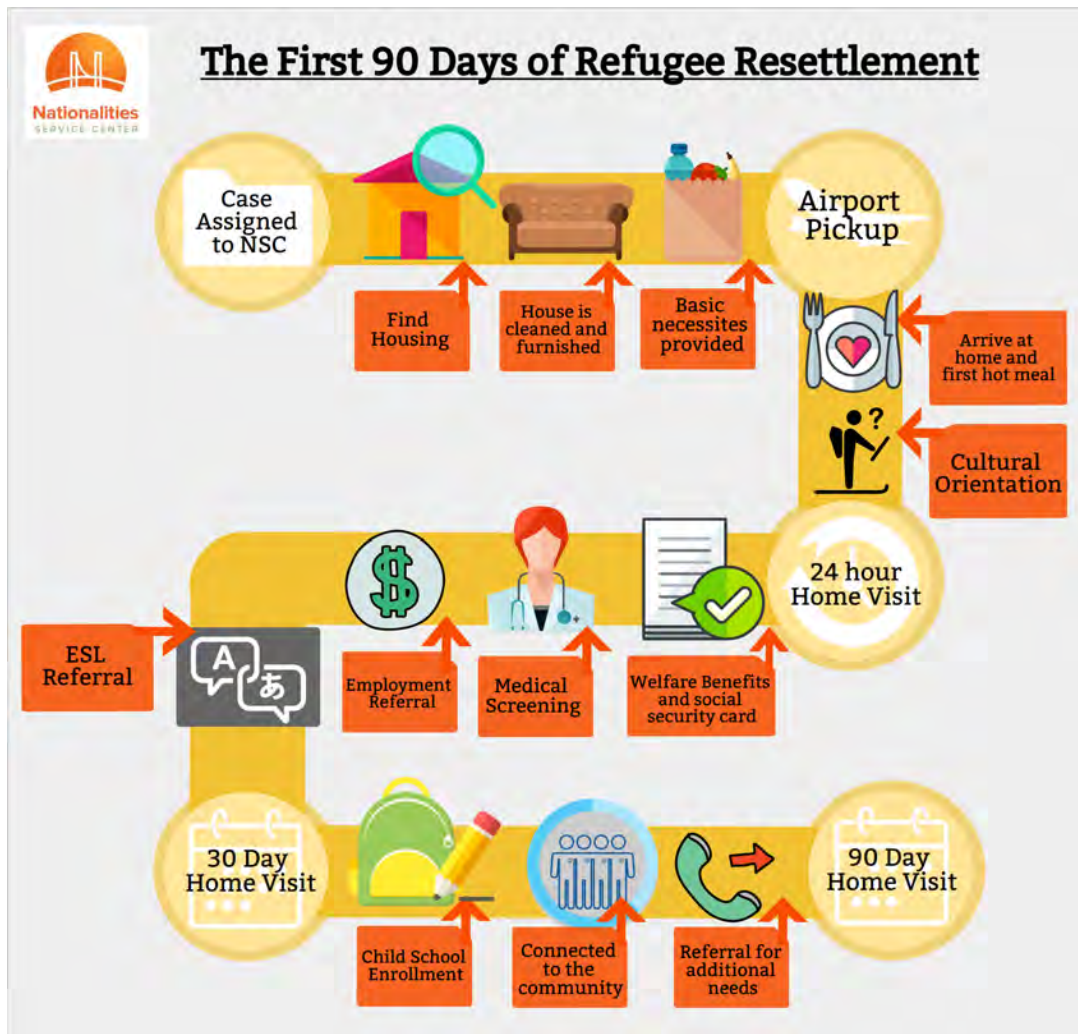 The First 90 Days of Refugee Resettlement
Nationalities
SERVICE CENTER
Case
Assigned
to NSC
Find
Housing
House is
cleaned and
furnished
Basic
necessites
provided
Airport
Pickup
Arrive at
home and
first hot meal
?
Cultural
Orientation
24 hour
Home Visit
Welfare Benefits
and social
security card
Medical
Screening
$
Employment
Referral
ESL
Referral
A
あ
30 Day
Home Visit
Child School
Enrollment
Connected
to the
community
Referral for
additional
needs
90 Day
Home Visit